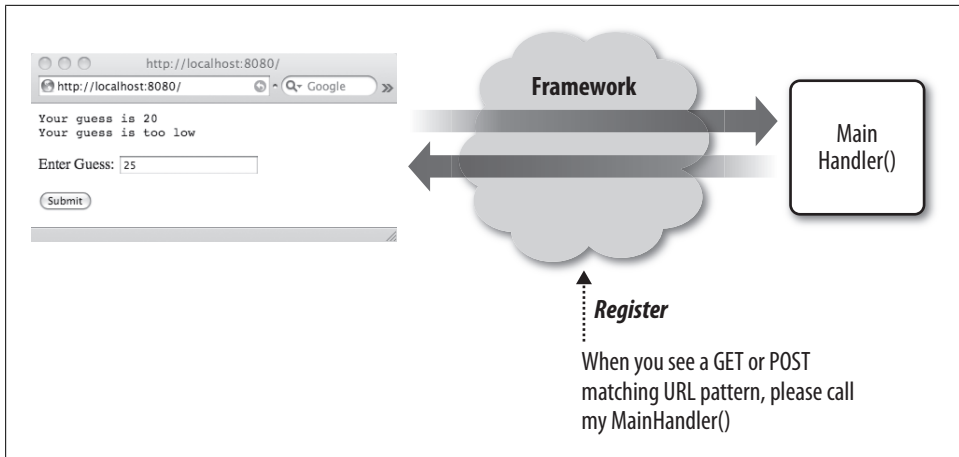 http://localhost:8080/
http://localhost:8080/
Google
Your guess is 20
Your guess is too low
Enter Guess: 25
Submit
Framework
Main
Handler()
Register
When you see a GET or POST
matching URL pattern, please call
my MainHandler()